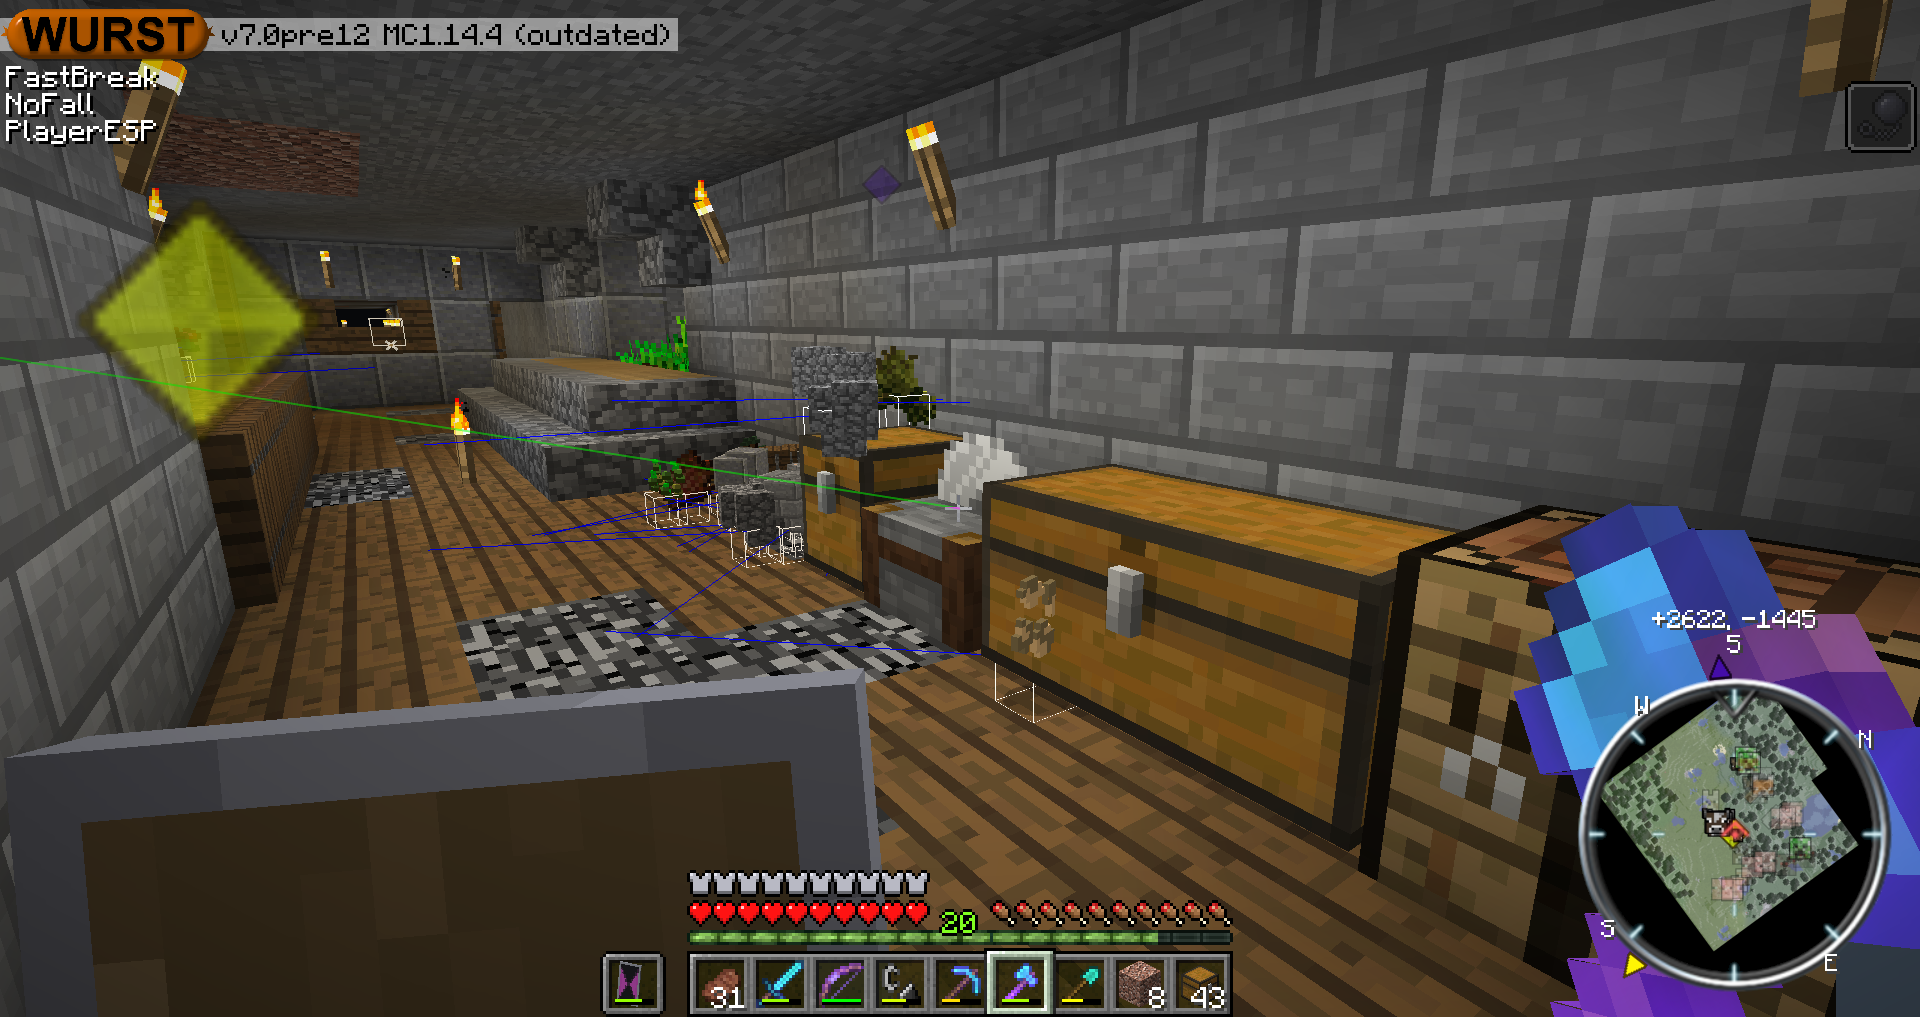 WURST v7.0pre12 MC1.14.4 (outdated)
FastBreak
NoFall
PlayerESP
+2622, -1445
5
W
N
S
E
20
31
8
43